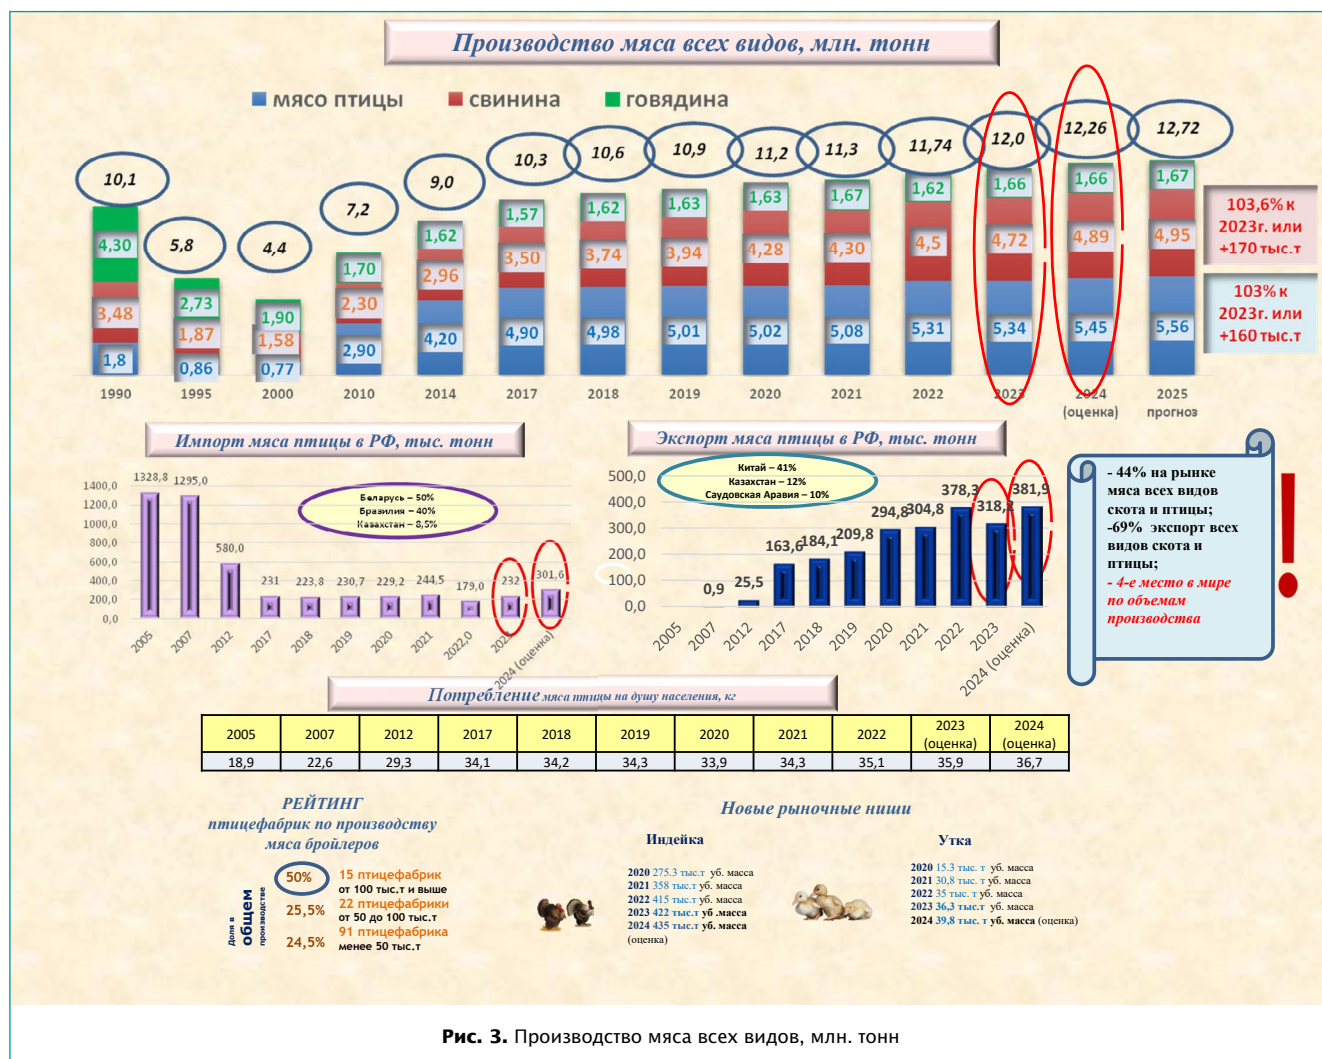 Производство мяса всех видов, млн. тонн
мясо птицы свинина говядина
10,1 5,8 4,4 7,2 9,0 10,3 10,6 10,9 11,2 11,3 11,74 12,0 12,26 12,72
4,30 2,73 1,90 1,70 1,62 1,57 1,62 1,63 1,63 1,67 1,62 1,66 1,66 1,67
3,48 1,87 1,58 2,30 2,96 3,50 3,74 3,94 4,28 4,30 4,5 4,72 4,89 4,95
1,8 0,86 0,77 2,90 4,20 4,90 4,98 5,01 5,02 5,08 5,31 5,34 5,45 5,56
1990 1995 2000 2010 2014 2017 2018 2019 2020 2021 2022 2023 2024 2025
(оценка) прогноз
103,6% к
2023г. или
+170 тыс.т
103% к
2023г. или
+160 тыс.т
Импорт мяса птицы в РФ, тыс. тонн
1400,0
1200,0
1000,0
800,0
600,0
400,0
200,0
0,0
Беларусь – 50%
Бразилия – 40%
Казахстан – 8,5%
1328,8 1295,0 580,0 231 223,8 230,7 229,2 244,5 179,0 232 301,6
2005 2007 2012 2017 2018 2019 2020 2021 2022,0 2023 2024 (оценка)
Экспорт мяса птицы в РФ, тыс. тонн
500,0
400,0
300,0
200,0
100,0
0,0
Китай – 41%
Казахстан – 12%
Саудовская Аравия – 10%
0,9 25,5 163,6 184,1 209,8 294,8 304,8 378,3 318,2 381,9
2005 2007 2012 2017 2018 2019 2020 2021 2022 2023 2024 (оценка)
- 44% на рынке
мяса всех видов
скота и птицы;
-69% экспорт всех
видов скота и
птицы;
- 4-е место в мире
по объемам
производства
Потребление мяса птицы на душу населения, кг
2005 2007 2012 2017 2018 2019 2020 2021 2022 2023 (оценка) 2024 (оценка)
18,9 22,6 29,3 34,1 34,2 34,3 33,9 34,3 35,1 35,9 36,7
РЕЙТИНГ
птицефабрик по производству
мяса бройлеров
Доля в
общем
производстве
50% 15 птицефабрик
от 100 тыс.т и выше
25,5% 22 птицефабрики
от 50 до 100 тыс.т
24,5% 91 птицефабрика
менее 50 тыс.т
Новые рыночные ниши
Индейка
2020 275.3 тыс.т уб. масса
2021 358 тыс.т уб. масса
2022 415 тыс.т уб. масса
2023 422 тыс.т уб .масса
2024 435 тыс.т уб. масса
(оценка)
Утка
2020 15.3 тыс. т уб. масса
2021 30,8 тыс. т уб. масса
2022 35 тыс. т уб. масса
2023 36,3 тыс.т уб. масса
2024 39,8 тыс. т уб. масса (оценка)
Рис. 3. Производство мяса всех видов, млн. тонн